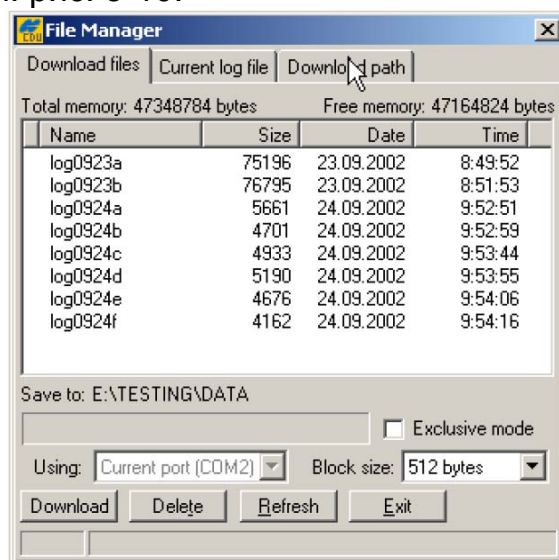 File Manager
Download files Current log file Download path
Total memory: 47348784 bytes Free memory: 47164824 bytes
Name Size Date Time
log0923a 75196 23.09.2002 8:49:52
log0923b 76795 23.09.2002 8:51:53
log0924a 5661 24.09.2002 9:52:51
log0924b 4701 24.09.2002 9:52:59
log0924c 4933 24.09.2002 9:53:44
log0924d 5190 24.09.2002 9:53:55
log0924e 4676 24.09.2002 9:54:06
log0924f 4162 24.09.2002 9:54:16
Save to: E:\TESTING\DATA
Exclusive mode
Using: Current port (COM2) Block size: 512 bytes
Download Delete Refresh Exit